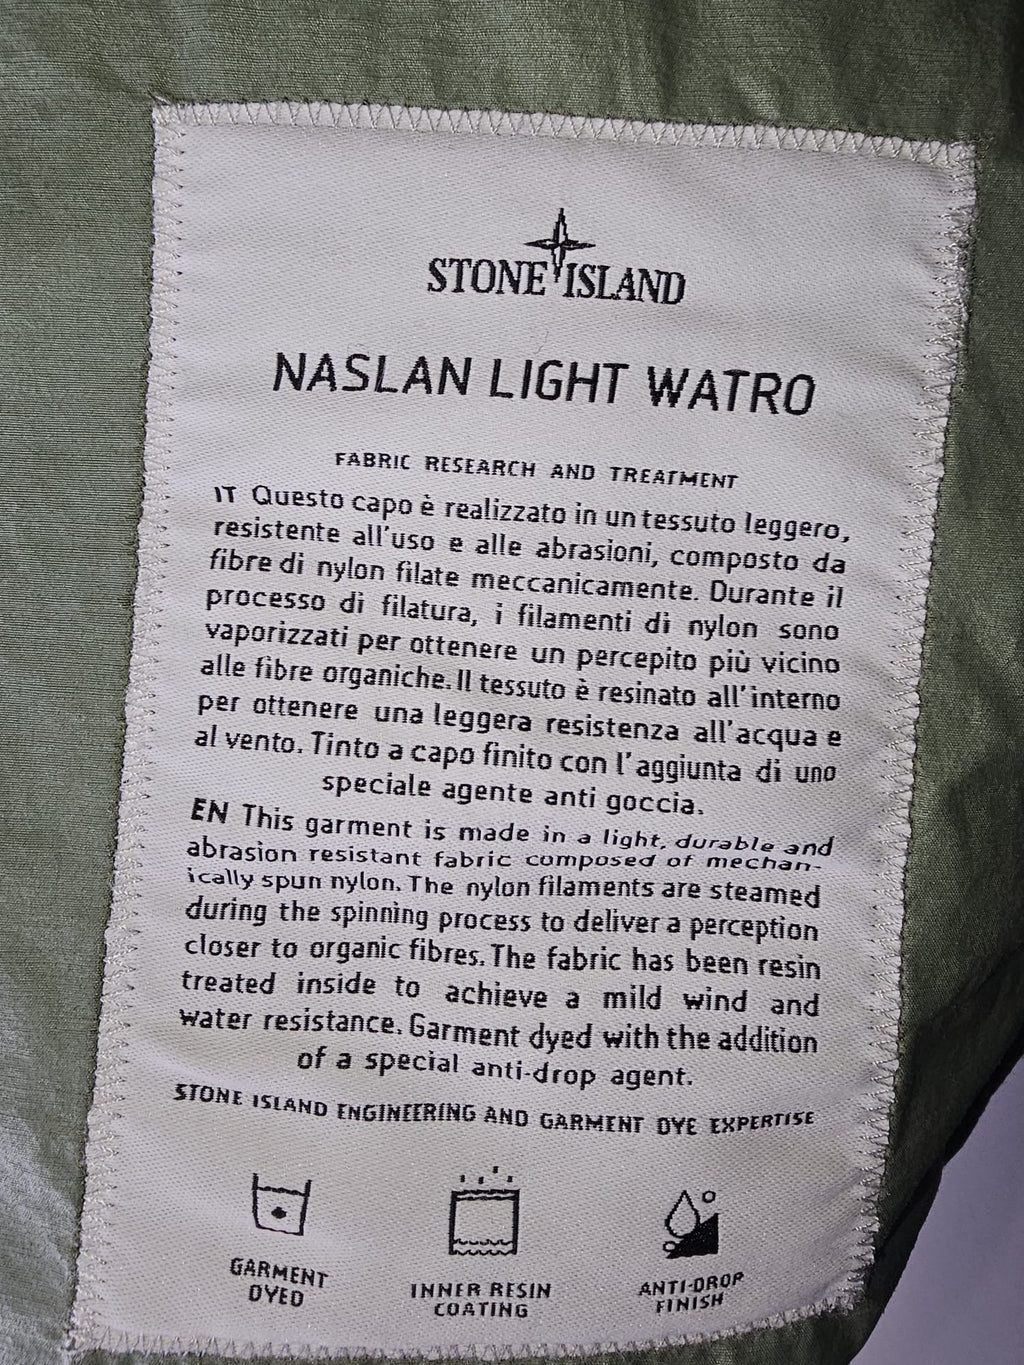 STONE ISLAND
NASLAN LIGHT WATRO
FABRIC RESEARCH AND TREATMENT
IT Questo capo è realizzato in un tessuto leggero,
resistente all'uso e alle abrasioni, composto da
fibre di nylon filate meccanicamente. Durante il
processo di filatura, i filamenti di nylon sono
vaporizzati per ottenere un percepito più vicino
alle fibre organiche. Il tessuto è resinato all'interno
per ottenere una leggera resistenza all'acqua e
al vento. Tinto a capo finito con l'aggiunta di uno
speciale agente anti goccia.
EN This garment is made in a light, durable and
abrasion resistant fabric composed of mechan-
ically spun nylon. The nylon filaments are steamed
during the spinning process to deliver a perception
closer to organic fibres. The fabric has been resin
treated inside to achieve a mild wind and
water resistance. Garment dyed with the addition
of a special anti-drop agent.
STONE ISLAND ENGINEERING AND GARMENT DYE EXPERTISE
GARMENT
DYED
INNER RESIN
COATING
ANTI-DROP
FINISH